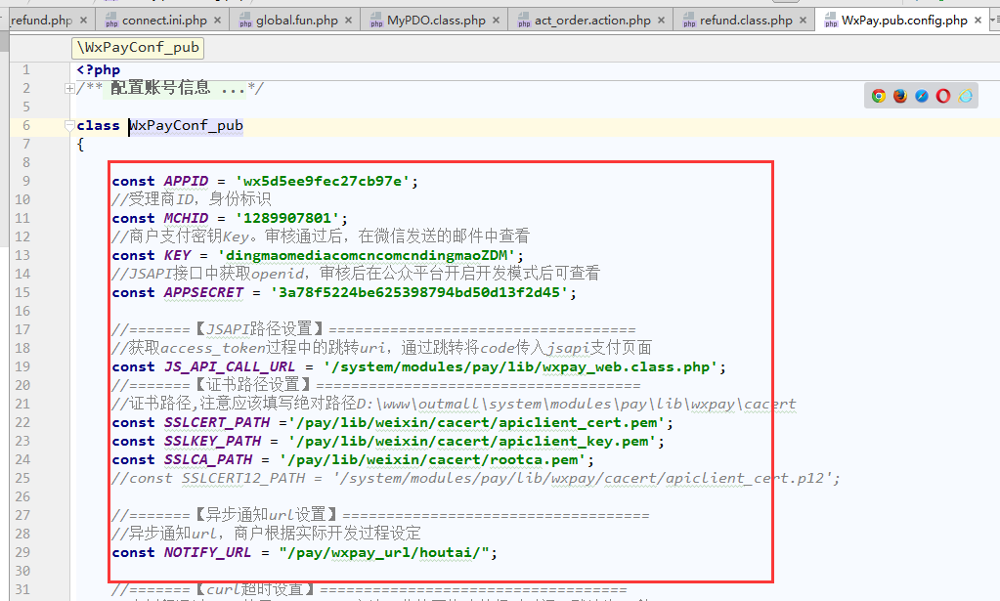 refund.php × connect.ini.php × global.fun.php × MyPDO.class.php × act_order.action.php × refund.class.php × WxPay.pub.config.php ×
\WxPayConf_pub
1 <?php
2 /** 配置账号信息 ...*/
5
6 class WxPayConf_pub
7 {
8
9 const APPID = 'wx5d5ee9fec27cb97e';
10 //受理商ID，身份标识
11 const MCHID = '1289907801';
12 //商户支付密钥Key。审核通过后，在微信发送的邮件中查看
13 const KEY = 'dingmaomediacomcncomcndingmaoZDM';
14 //JSAPI接口中获取openid，审核后在公众平台开启开发模式后可查看
15 const APPSECRET = '3a78f5224be625398794bd50d13f2d45';
16
17 //=======【JSAPI路径设置】===================================
18 //获取access_token过程中的跳转uri，通过跳转将code传入jsapi支付页面
19 const JS_API_CALL_URL = '/system/modules/pay/lib/wxpay_web.class.php';
20 //=======【证书路径设置】=====================================
21 //证书路径,注意应该填写绝对路径D:\www\outmall\system\modules\pay\lib\wxpay\cacert
22 const SSLCERT_PATH ='/pay/lib/weixin/cacert/apiclient_cert.pem';
23 const SSLKEY_PATH = '/pay/lib/weixin/cacert/apiclient_key.pem';
24 const SSLCA_PATH = '/pay/lib/weixin/cacert/rootca.pem';
25 //const SSLCERT12_PATH = '/system/modules/pay/lib/wxpay/cacert/apiclient_cert.p12';
26
27 //=======【异步通知url设置】===================================
28 //异步通知url，商户根据实际开发过程设定
29 const NOTIFY_URL = "/pay/wxpay_url/houtai/";
30
31 //=======【curl超时设置】===================================